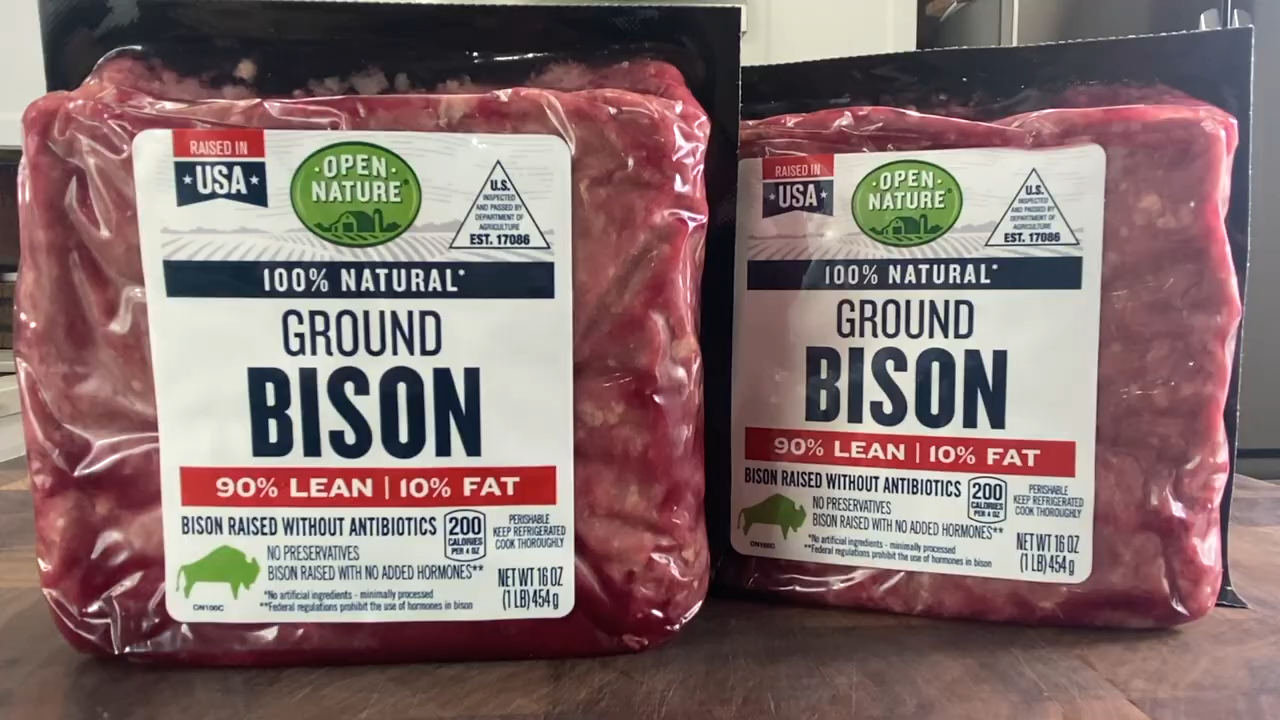 RAISED IN
USA
OPEN
NATURE
U.S.
INSPECTED
AND PASSED BY
DEPARTMENT OF
AGRICULTURE
EST. 17086
100% NATURAL*
GROUND
BISON
90% LEAN | 10% FAT
BISON RAISED WITHOUT ANTIBIOTICS
200
CALORIES
PER 4 OZ
PERISHABLE
KEEP REFRIGERATED
COOK THOROUGHLY
NO PRESERVATIVES
BISON RAISED WITH NO ADDED HORMONES**
*No artificial ingredients - minimally processed
**Federal regulations prohibit the use of hormones in bison
NET WT 16 OZ
(1 LB) 454 g
ON100C
RAISED IN
USA
OPEN
NATURE
U.S.
INSPECTED
AND PASSED BY
DEPARTMENT OF
AGRICULTURE
EST. 17086
100% NATURAL*
GROUND
BISON
90% LEAN | 10% FAT
BISON RAISED WITHOUT ANTIBIOTICS
200
CALORIES
PER 4 OZ
PERISHABLE
KEEP REFRIGERATED
COOK THOROUGHLY
NO PRESERVATIVES
BISON RAISED WITH NO ADDED HORMONES**
*No artificial ingredients - minimally processed
**Federal regulations prohibit the use of hormones in bison
NET WT 16 OZ
(1 LB) 454 g
ON100C